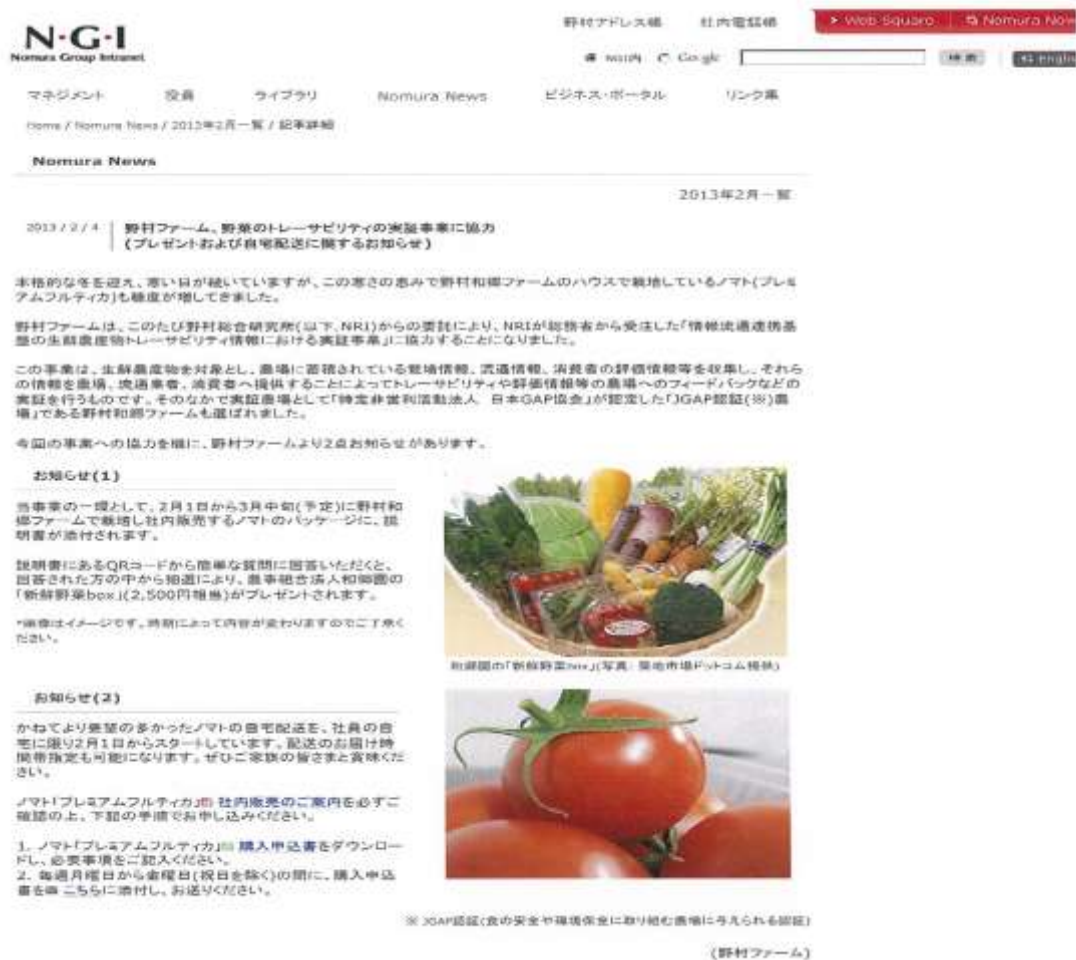 N・G・I
Nomura Group Intranet
野村アドレス帳 社内電話帳
Web Square Nomura Now
NGI内 Google 検索 English
マネジメント 役員 ライブラリ Nomura News ビジネス・ポータル リンク集
Home / Nomura News / 2013年2月一覧 / 記事詳細
Nomura News
2013年2月一覧
2013 / 2 / 4 野村ファーム、野菜のトレーサビリティの実証事業に協力
(プレゼントおよび自宅配送に関するお知らせ)
本格的な冬を迎え、寒い日が続いていますが、この寒さの恵みで野村和郷ファームのハウスで栽培しているノマト(プレミ
アムフルティカ)も糖度が増してきました。
野村ファームは、このたび野村総合研究所(以下、NRI)からの委託により、NRIが総務省から受注した「情報流通連携基
盤の生鮮農産物トレーサビリティ情報における実証事業」に協力することになりました。
この事業は、生鮮農産物を対象とし、農場に蓄積されている栽培情報、流通情報、消費者の評価情報等を収集し、それら
の情報を農場、流通業者、消費者へ提供することによってトレーサビリティや評価情報等の農場へのフィードバックなどの
実証を行うものです。そのなかで実証農場として「特定非営利活動法人 日本GAP協会」が認定した「JGAP認証(※)農
場」である野村和郷ファームも選ばれました。
今回の事業への協力を機に、野村ファームより2点お知らせがあります。
お知らせ(1)
当事業の一環として、2月1日から3月中旬(予定)に野村和
郷ファームで栽培し社内販売するノマトのパッケージに、説
明書が添付されます。
説明書にあるQRコードから簡単な質問に回答いただくと、
回答された方の中から抽選により、農事組合法人和郷園の
「新鮮野菜box」(2,500円相当)がプレゼントされます。
*画像はイメージです。時期によって内容が変わりますのでご了承く
ださい。
和郷園の「新鮮野菜box」(写真:築地市場ドットコム提供)
お知らせ(2)
かねてより要望の多かったノマトの自宅配送を、社員の自
宅に限り2月1日からスタートしています。配送のお届け時
間帯指定も可能になります。ぜひご家族の皆さまと賞味くだ
さい。
ノマト「プレミアムフルティカ」 社内販売のご案内を必ずご
確認の上、下記の手順でお申し込みください。
1. ノマト「プレミアムフルティカ」 購入申込書をダウンロー
ドし、必要事項をご記入ください。
2. 毎週月曜日から金曜日(祝日を除く)の間に、購入申込
書を こちらに添付し、お送りください。
※ JGAP認証(食の安全や環境保全に取り組む農場に与えられる認証)
(野村ファーム)